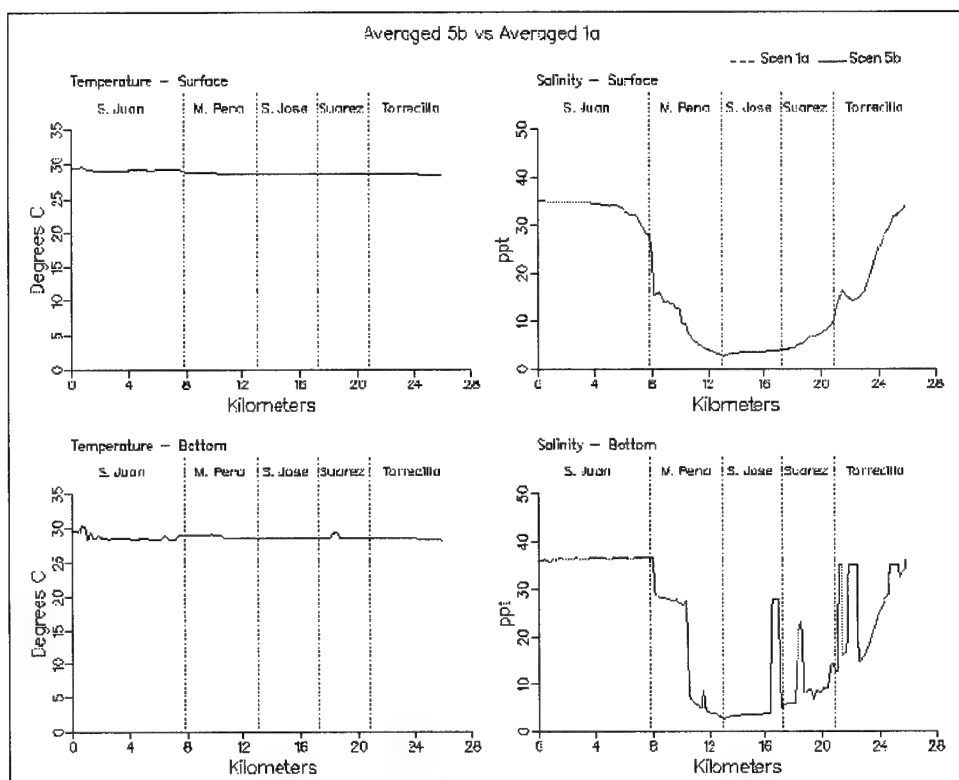 Averaged 5b vs Averaged 1a
--- Scen 1a — Scen 5b
Temperature – Surface
S. Juan M. Pena S. Jose Suarez Torrecilla
Degrees C
35
30
25
20
15
10
5
0
0 4 8 12 16 20 24 28
Kilometers
Salinity – Surface
S. Juan M. Pena S. Jose Suarez Torrecilla
ppt
50
40
30
20
10
0
0 4 8 12 16 20 24 28
Kilometers
Temperature – Bottom
S. Juan M. Pena S. Jose Suarez Torrecilla
Degrees C
35
30
25
20
15
10
5
0
0 4 8 12 16 20 24 28
Kilometers
Salinity – Bottom
S. Juan M. Pena S. Jose Suarez Torrecilla
ppt
50
40
30
20
10
0
0 4 8 12 16 20 24 28
Kilometers